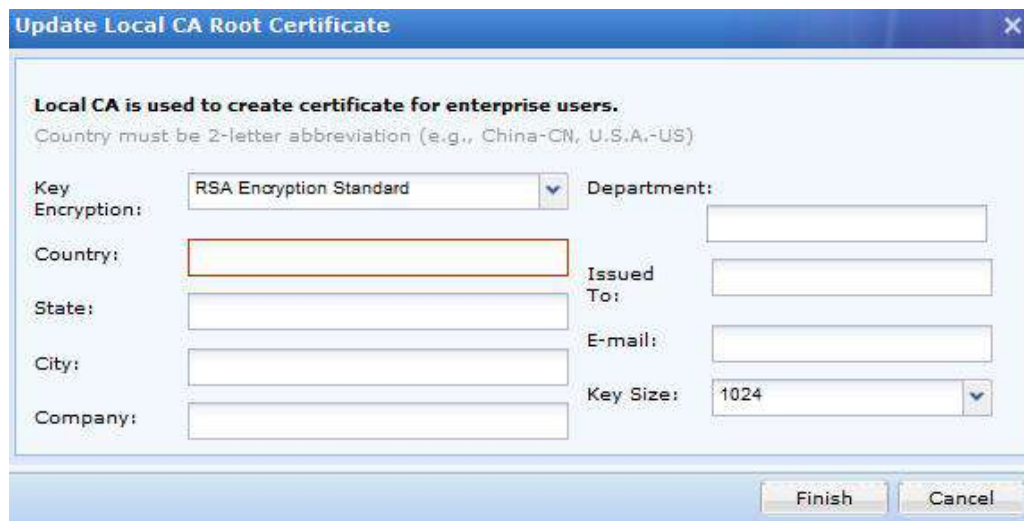 Update Local CA Root Certificate
Local CA is used to create certificate for enterprise users.
Country must be 2-letter abbreviation (e.g., China-CN, U.S.A.-US)
Key
Encryption:
RSA Encryption Standard
Country:
State:
City:
Company:
Department:
Issued
To:
E-mail:
Key Size:
1024
Finish
Cancel